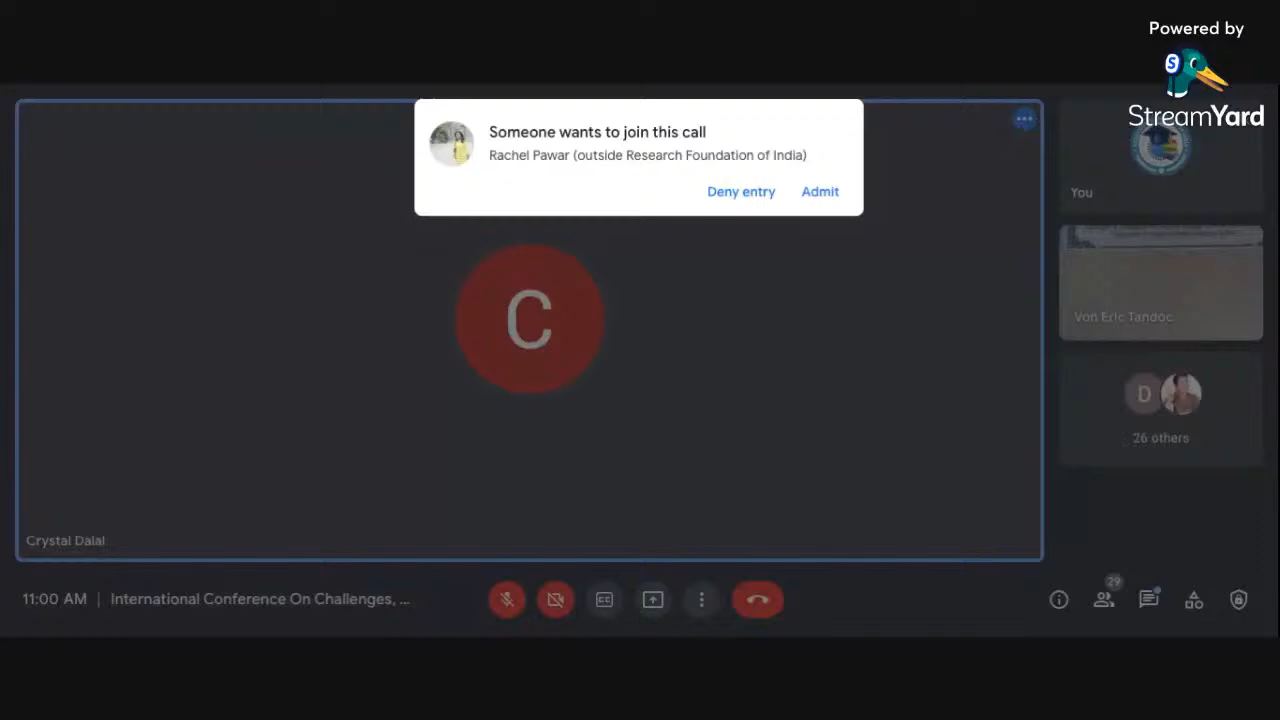 Powered by
StreamYard
Someone wants to join this call
Rachel Pawar (outside Research Foundation of India)
Deny entry Admit
You
C
Von Eric Tandoc
D
26 others
Crystal Dalal
11:00 AM | International Conference On Challenges, ...
CC
29